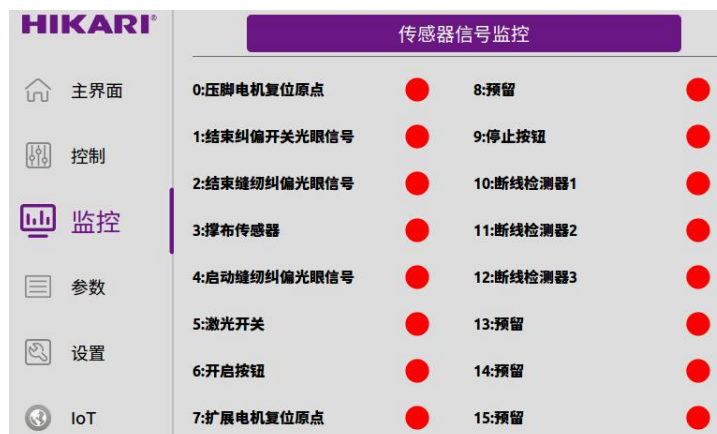 HIKARI®
传感器信号监控
主界面
控制
监控
参数
设置
IoT
0:压脚电机复位原点
1:结束纠偏开关光眼信号
2:结束缝纫纠偏光眼信号
3:撑布传感器
4:启动缝纫纠偏光眼信号
5:激光开关
6:开启按钮
7:扩展电机复位原点
8:预留
9:停止按钮
10:断线检测器1
11:断线检测器2
12:断线检测器3
13:预留
14:预留
15:预留